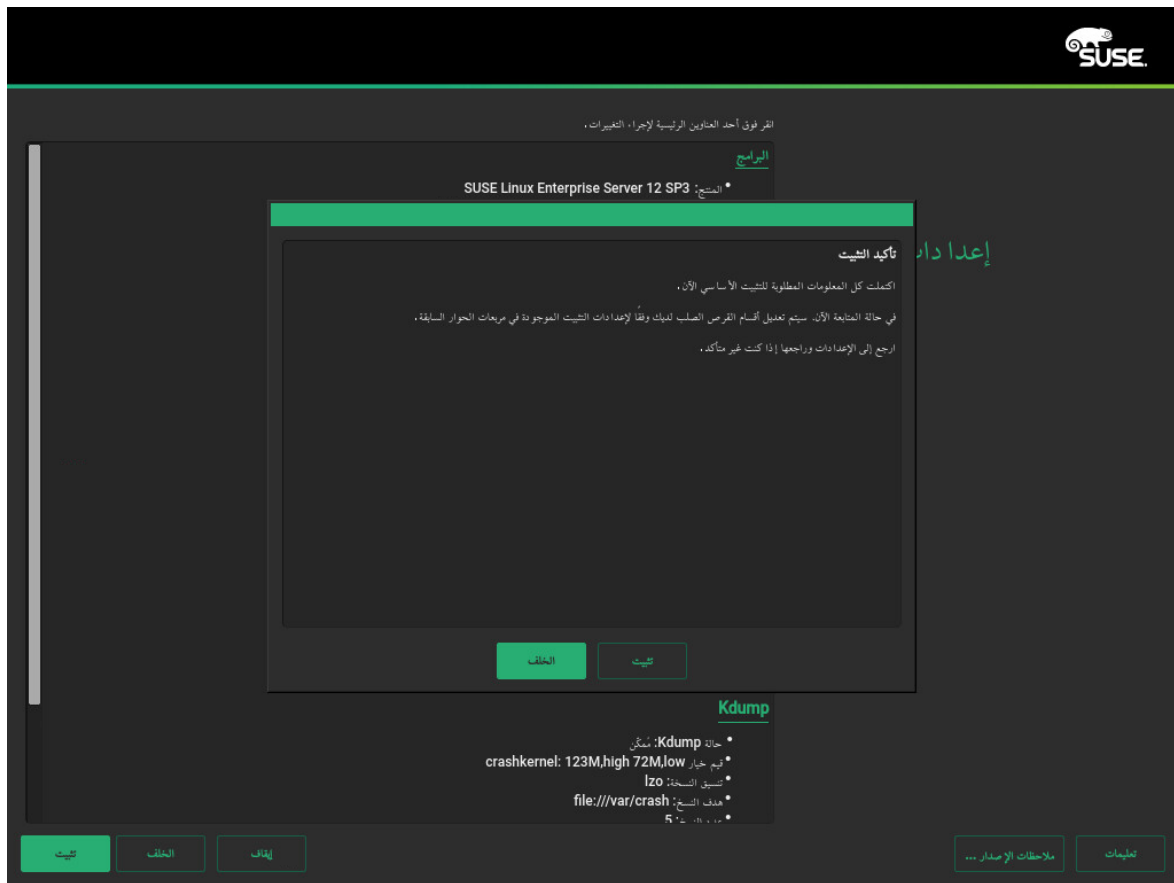 SUSE.
انقر فوق أحد العناوين الرئيسية لإجراء التغييرات.
البرامج
• المنتج: SUSE Linux Enterprise Server 12 SP3
تأكيد التثبيت
اكتملت كل المعلومات المطلوبة للتثبيت الأساسي الآن.
في حالة المتابعة الآن. سيتم تعديل أقسام القرص الصلب لديك وفقًا لإعدادات التثبيت الموجودة في مربعات الحوار السابقة.
ارجع إلى الإعدادات وراجعها إذا كنت غير متأكد.
تثبيت
الخلف
Kdump
• حالة Kdump: مُمكّن
• قيم خيار crashkernel: 123M,high 72M,low
• تنسيق النسخة: lzo
• هدف النسخ: file:///var/crash
5
تعليمات
ملاحظات الإصدار ...
إيقاف
الخلف
تثبيت